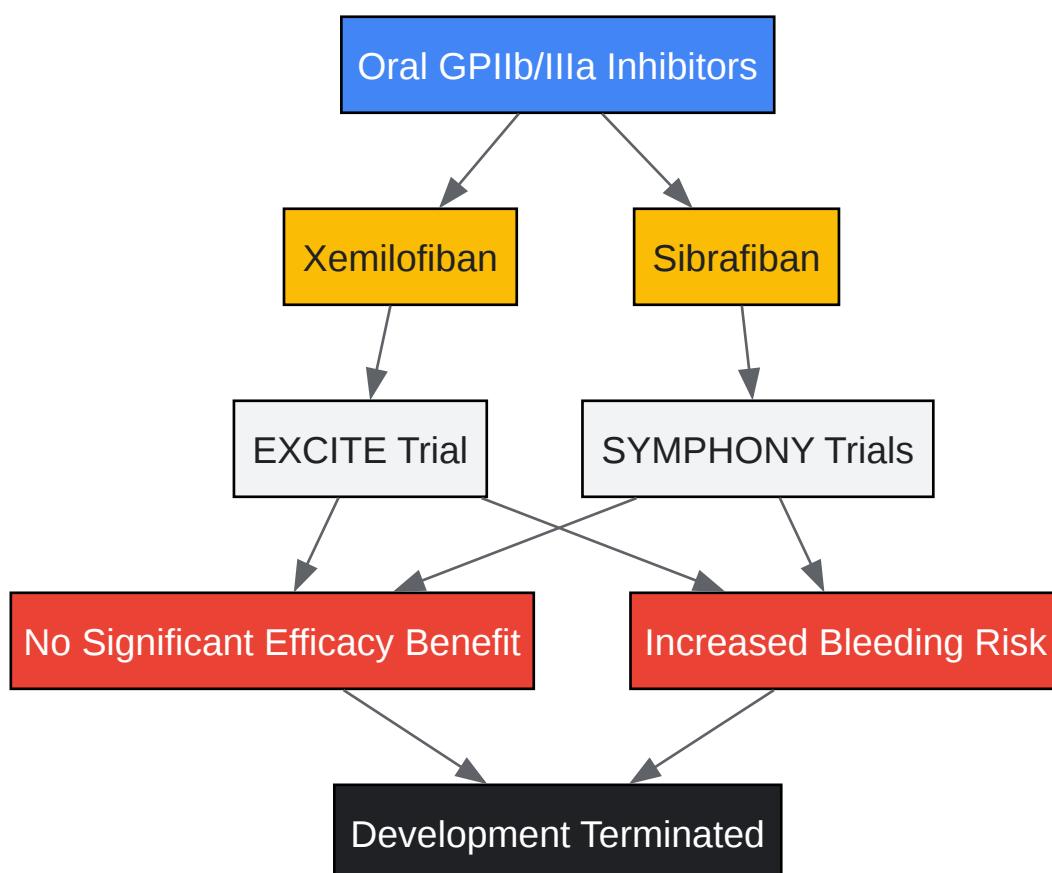 Oral GPIIb/IIIa Inhibitors
Xemilofiban
Sibrafiban
EXCITE Trial
SYMPHONY Trials
No Significant Efficacy Benefit
Increased Bleeding Risk
Development Terminated